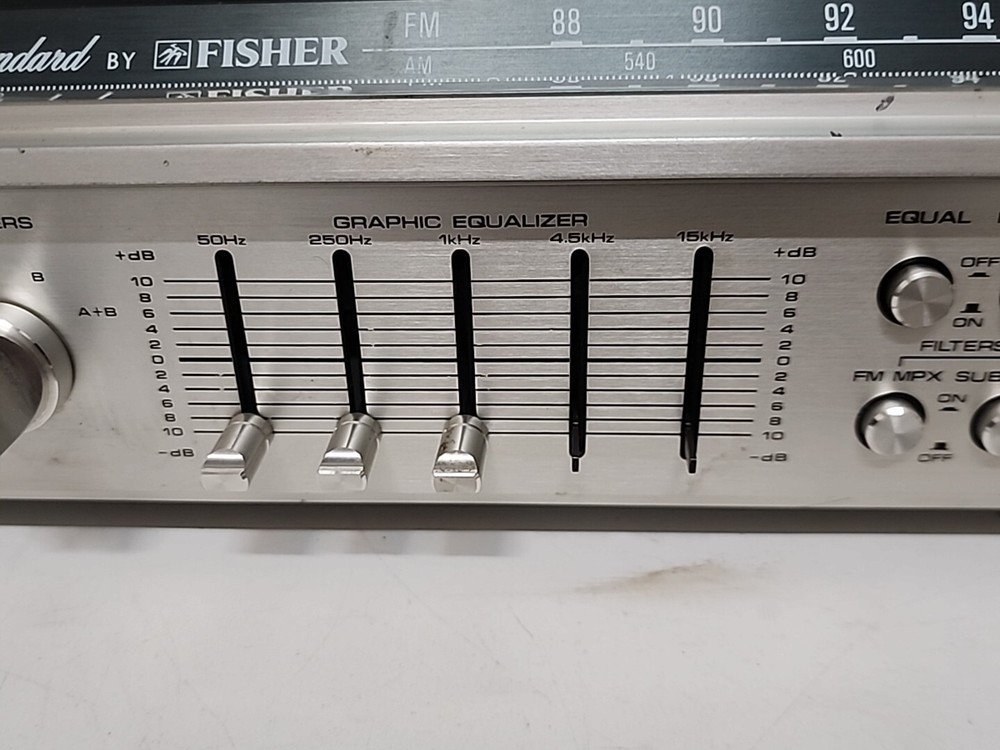 BY FISHER
FM 88 90 92 94
AM 540 600
GRAPHIC EQUALIZER
50Hz 250Hz 1kHz 4.5kHz 15kHz
+dB +dB
10 10
8 8
6 6
4 4
2 2
0 0
2 2
4 4
6 6
8 8
10 10
-dB -dB
B
A+B
EQUAL
OFF
ON
FILTERS
FM MPX SUB
ON
OFF